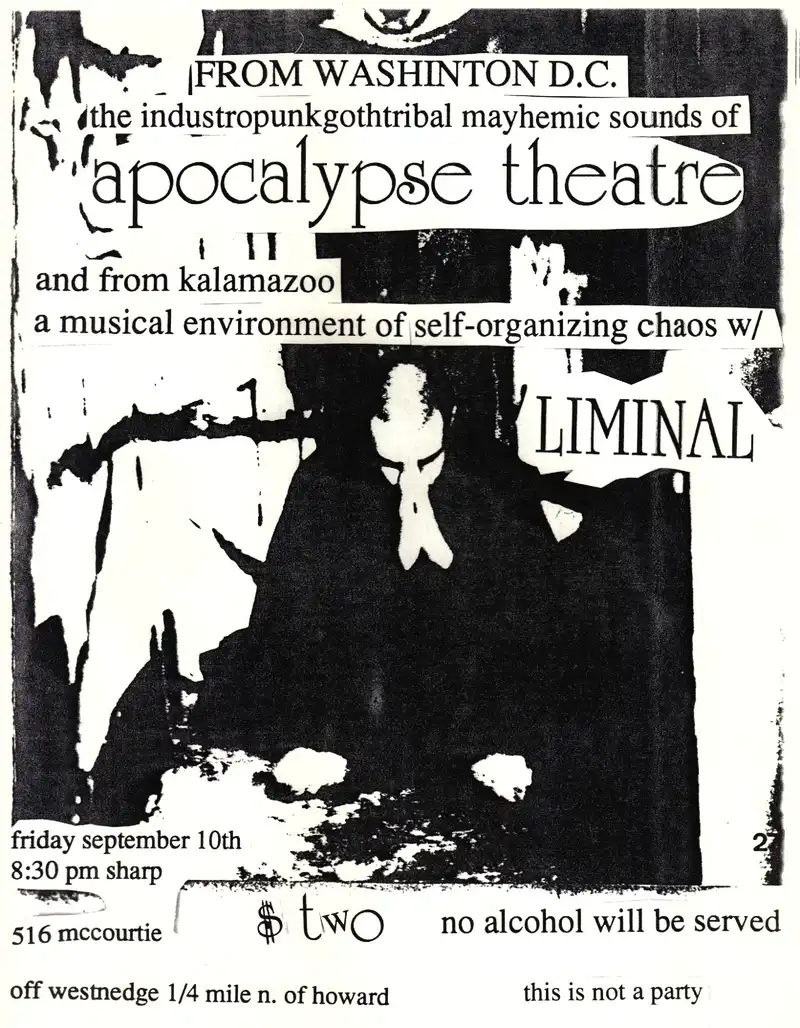 FROM WASHINTON D.C.
the industropunkgothtribal mayhemic sounds of
apocalypse theatre
and from kalamazoo
a musical environment of self-organizing chaos w/
LIMINAL
friday september 10th
8:30 pm sharp
2
516 mccourtie
$ two
no alcohol will be served
off westnedge 1/4 mile n. of howard
this is not a party